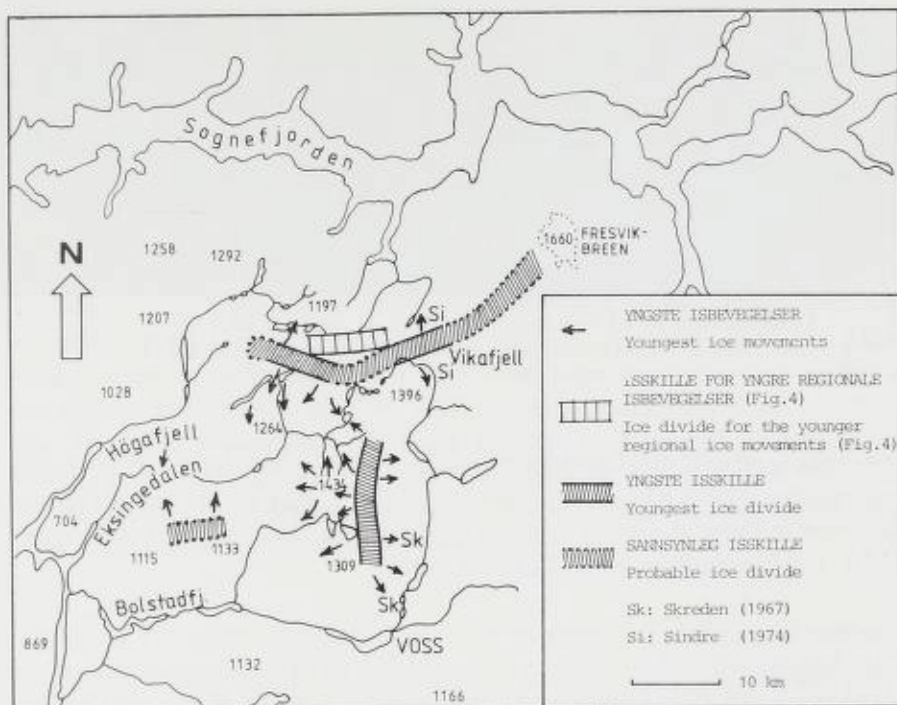 Sognefjorden
N
1258
1292
1660
FRESVIK-
BREEN
1207
1197
Si
Vikafjell
Si
1396
1028
1264
Högafjell
1434
704
Eksingedalen
1115
1133
Sk
1309
Bolstadfj.
Sk
VOSS
869
1132
1166
YNGSTE ISBEVEGELSER
Youngest ice movements
ISSKILLE FOR YNGRE REGIONALE
ISBEVEGELSER (Fig.4)
Ice divide for the younger
regional ice movements (Fig.4)
YNGSTE ISSKILLE
Youngest ice divide
SANNSYNLEG ISSKILLE
Probable ice divide
Sk: Skreden (1967)
Si: Sindre (1974)
10 km